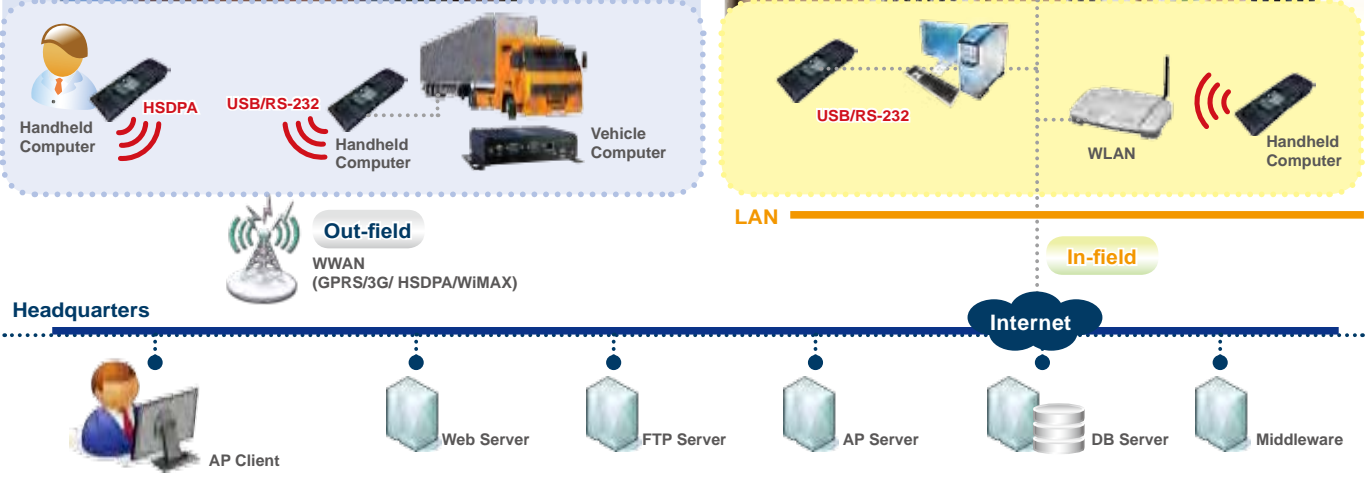 HSDPA
Handheld
Computer
USB/RS-232
Handheld
Computer
Vehicle
Computer
USB/RS-232
WLAN
Handheld
Computer
LAN
Out-field
WWAN
(GPRS/3G/ HSDPA/WiMAX)
In-field
Headquarters
Internet
AP Client
Web Server
FTP Server
AP Server
DB Server
Middleware